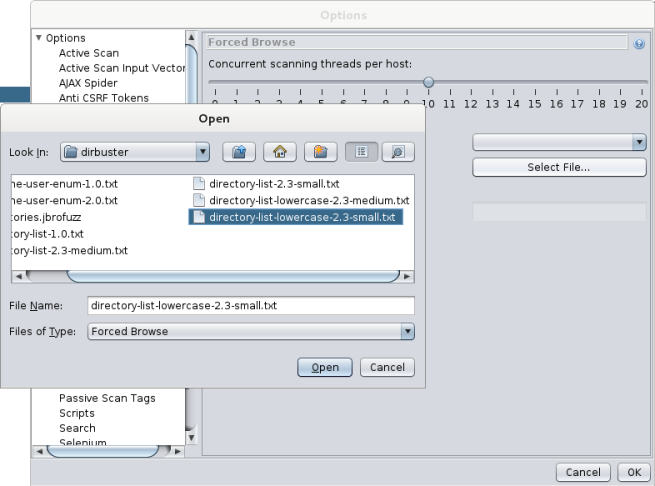 Options
Options
Active Scan
Active Scan Input Vector
AJAX Spider
Anti CSRF Tokens
Forced Browse
Concurrent scanning threads per host:
0 1 2 3 4 5 6 7 8 9 10 11 12 13 14 15 16 17 18 19 20
Select File...
Open
Look In:
dirbuster
ne-user-enum-1.0.txt
ne-user-enum-2.0.txt
tories.jbrofuzz
tory-list-1.0.txt
tory-list-2.3-medium.txt
directory-list-2.3-small.txt
directory-list-lowercase-2.3-medium.txt
directory-list-lowercase-2.3-small.txt
File Name:
directory-list-lowercase-2.3-small.txt
Files of Type:
Forced Browse
Open
Cancel
Passive Scan Tags
Scripts
Search
Selenium
Cancel
OK